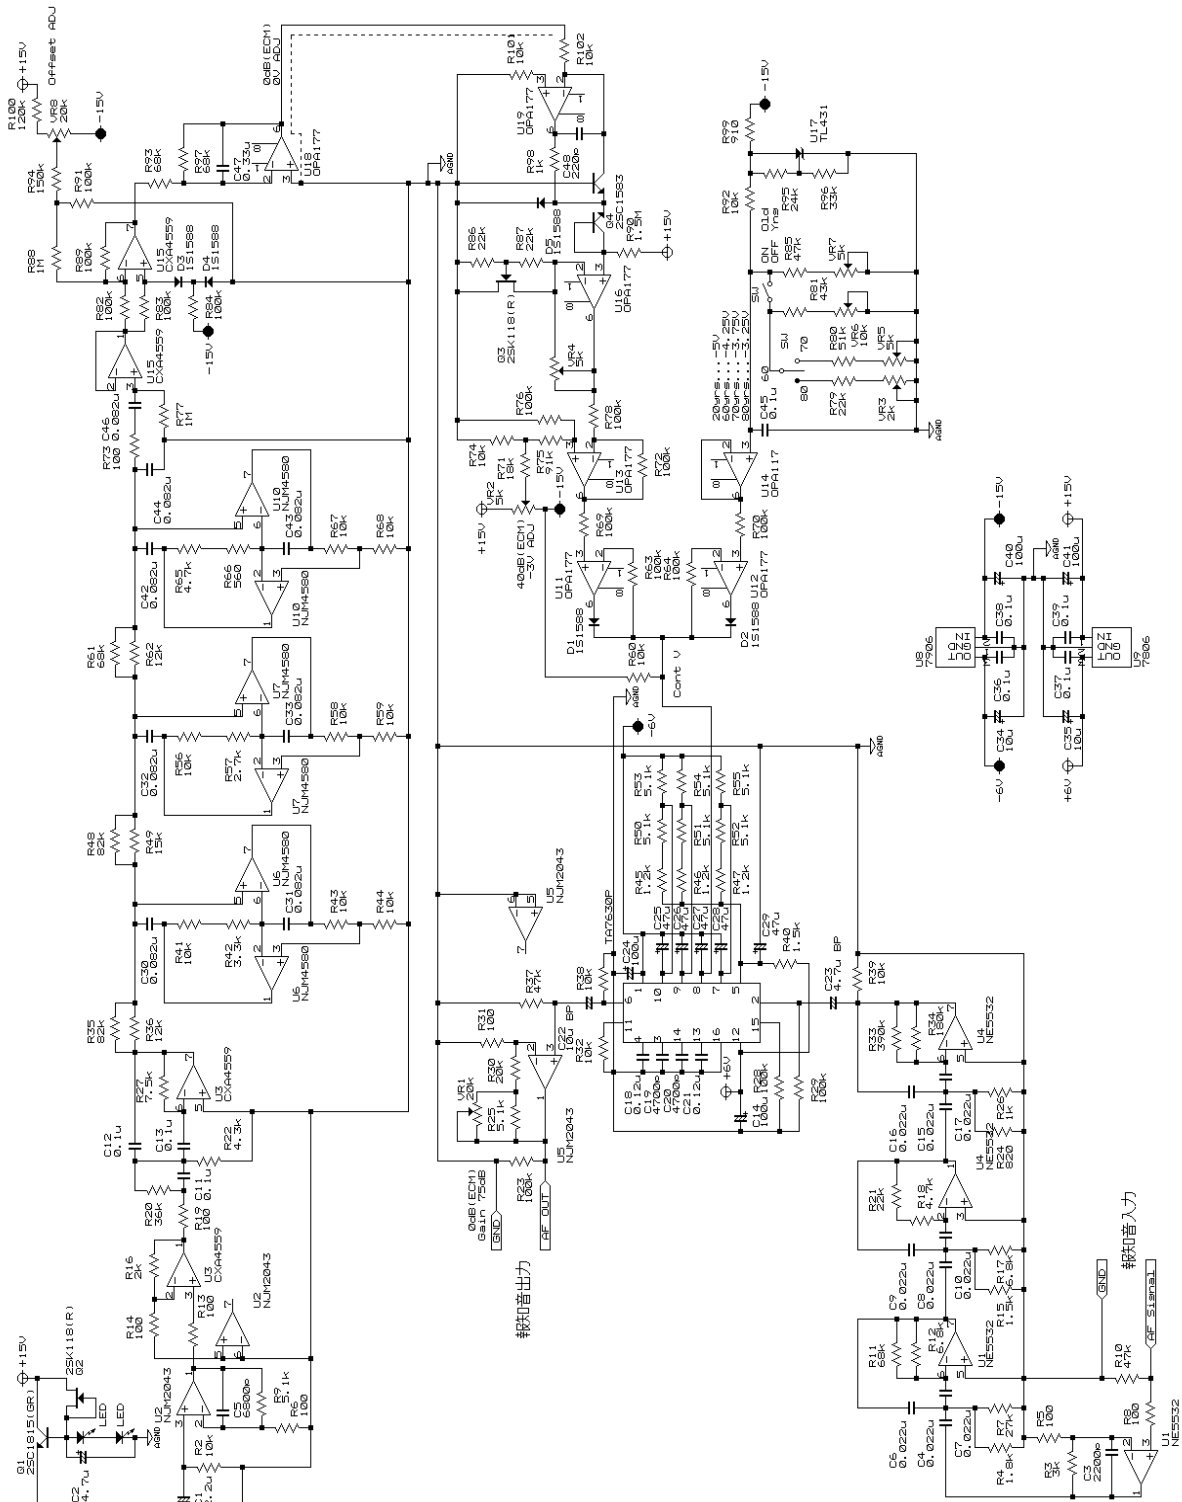 R100
120k
+15V
Offset ADJ
VR8
20k
-15V
R94
150k
R91
100k
R93
68k
R97
68k
C47
0.33u
U18
OPA177
0dB(ECM)
0V ADJ
R88
1M
R89
100k
U15
CXA4559
D3
1S1588
D4
1S1588
R82
100k
R83
100k
R84
100k
-15V
U15
CXA4559
C46
0.082u
R73
100
R77
1M
C44
0.082u
U10
NJM4580
C43
0.082u
R67
10k
R68
10k
C42
0.082u
R65
4.7k
R66
560
U10
NJM4580
R61
68k
R62
12k
U7
NJM4580
C33
0.082u
R58
10k
R59
10k
C32
0.082u
R56
10k
R57
2.7k
U7
NJM4580
R48
82k
R49
15k
U6
NJM4580
C31
0.082u
R43
10k
R44
10k
C30
0.082u
R41
10k
R42
3.3k
U6
NJM4580
R35
82k
R36
12k
R27
7.5k
U3
CXA4559
C12
0.1u
C13
0.1u
R22
4.3k
R20
36k
R19
100
C11
0.1u
R16
2k
U3
CXA4559
R14
100
R13
100
U2
NJM2043
+15V
2SK118(R)
Q2
Q1
2SC1815(GR)
LED
LED
AGND
C2
4.7u
U2
NJM2043
C5
6800p
R9
5.1k
R6
100
R2
10k
R101
10k
R102
10k
U19
OPA177
R98
1k
C48
220p
AGND
Q4
2SC1583
D5
1S1588
R86
22k
R87
22k
R90
1.5M
+15V
Q3
2SK118(R)
U16
OPA177
VR4
5k
R76
100k
R78
100k
R74
10k
R71
18k
R75
91k
VR2
5k
+15V
-15V
40dB(ECM)
-3V ADJ
U13
OPA177
R72
100k
R69
100k
U11
OPA177
R63
100k
R64
100k
R70
100k
U14
OPA117
U12
OPA177
D1
1S1588
D2
1S1588
R60
10k
Cont V
R99
910
-15V
U17
TL431
R92
10k
R95
24k
R96
33k
Old
Yng
ON
OFF
SW
R85
47k
VR7
5k
R81
43k
VR6
10k
SW
70
60
80
R80
51k
VR5
5k
R79
22k
VR3
2k
AGND
20yrs...-5V
60yrs...-4.25V
70yrs...-3.75V
80yrs...-3.25V
C45
0.1u
AGND
-6V
R53
5.1k
R54
5.1k
R55
5.1k
R50
5.1k
R51
5.1k
R52
5.1k
R45
1.2k
R46
1.2k
R47
1.2k
AGND
U5
NJM2043
TA7630P
C24
100u
C25
47u
C26
47u
C27
47u
C28
47u
C29
47u
R40
1.5k
R37
47k
R38
10k
C22
10u BP
R32
10k
R31
100
R30
20k
VR1
20k
R25
5.1k
U5
NJM2043
R23
100k
0dB(ECM)
Gain 75dB
GND
AF OUT
報知音出力
C18
0.12u
C19
4700p
C20
4700p
C21
0.12u
+6V
C14
100u
R28
100k
R29
100k
C23
4.7u BP
R39
10k
R33
390k
R34
180k
U4
NE5532
C16
0.022u
C15
0.022u
C17
0.022u
R26
1k
R24
820
U4
NE5532
R21
22k
R18
4.7k
C9
0.022u
C8
0.022u
C10
0.022u
R17
6.8k
R15
1.5k
R11
68k
R12
6.8k
U1
NE5532
C6
0.022u
C4
0.022u
C7
0.022u
R7
27k
R4
1.8k
R5
100
R3
3k
C3
2200p
R8
100
U1
NE5532
R10
47k
GND
AF Signal
報知音入力
U8
7906
OUT
GND
IN
C38
0.1u
C40
100u
-15V
AGND
C41
100u
+15V
C39
0.1u
C36
0.1u
C37
0.1u
C34
10u
C35
10u
-6V
+6V
U9
7806
OUT
GND
IN